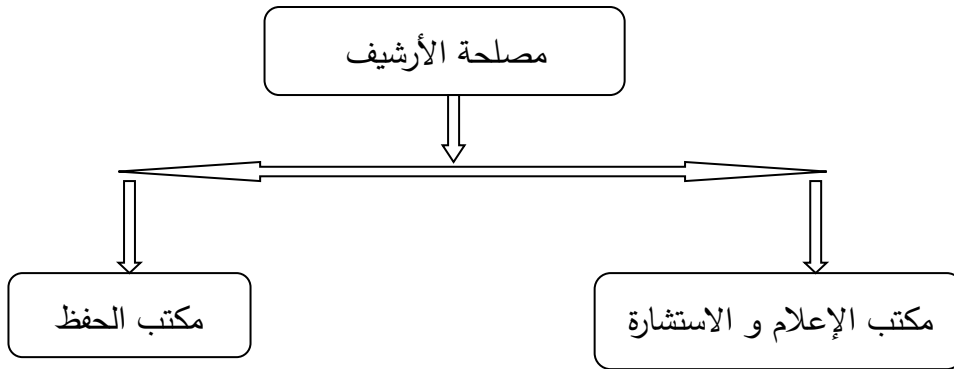 مصلحة الأرشيف
مكتب الإعلام و الاستشارة
مكتب الحفظ